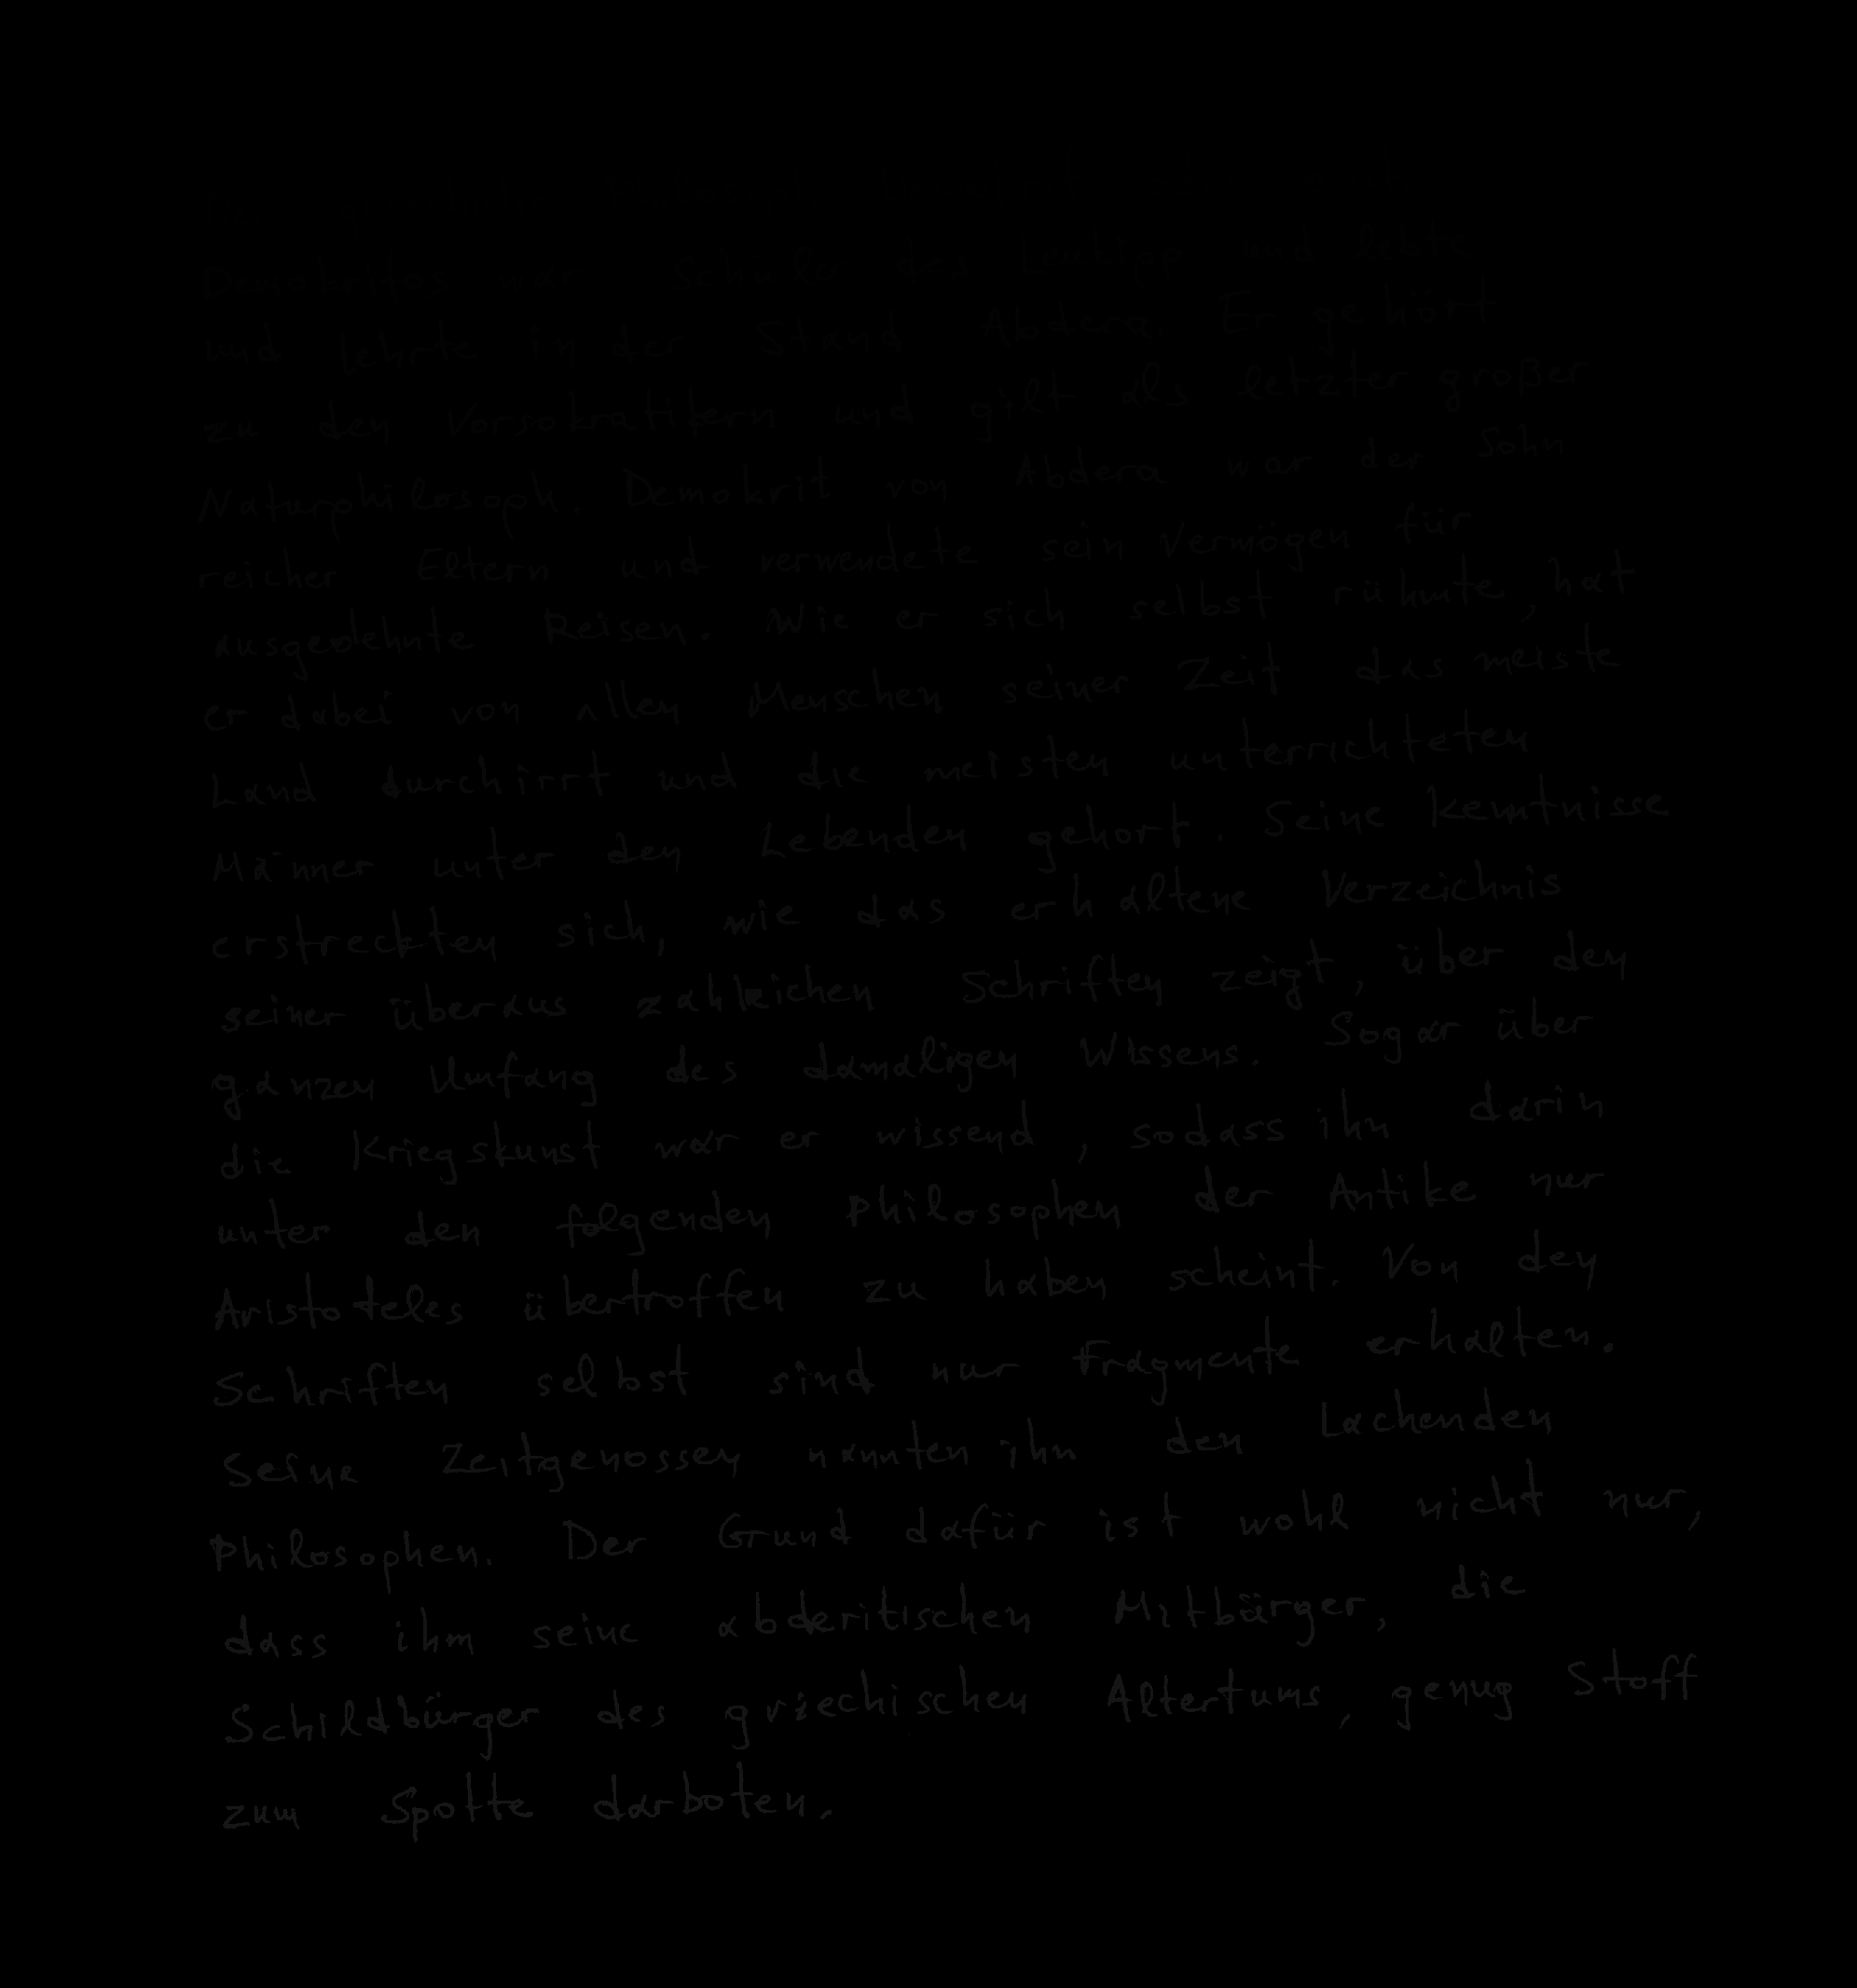 Demokritos war Schüler des Leukipp und lebte
und lehrte in der Stand Abdera. Er gehört
zu den Vorsokratikern und gilt als letzter großer
Naturphilosoph. Demokrit von Abdera war der Sohn
reicher Eltern und verwendete sein Vermögen für
ausgedehnte Reisen. Wie er sich selbst rühmte, hat
er dabei von allen Menschen seiner Zeit das meiste
Land durchirrt und die meisten unterrichteten
Männer unter den Lebenden gehört. Seine Kenntnisse
erstreckten sich, wie das erhaltene Verzeichnis
seiner überaus zahlreichen Schriften zeigt, über den
ganzen Umfang des damaligen Wissens. Sogar über
die Kriegskunst war er wissend, sodass ihn darin
unter den folgenden Philosophen der Antike nur
Aristoteles übertroffen zu haben scheint. Von den
Schriften selbst sind nur Fragmente erhalten.
Seine Zeitgenossen nannten ihn den Lachenden
Philosophen. Der Grund dafür ist wohl nicht nur,
dass ihm seine abderitischen Mitbürger, die
Schildbürger des griechischen Altertums, genug Stoff
zum Spotte darboten.